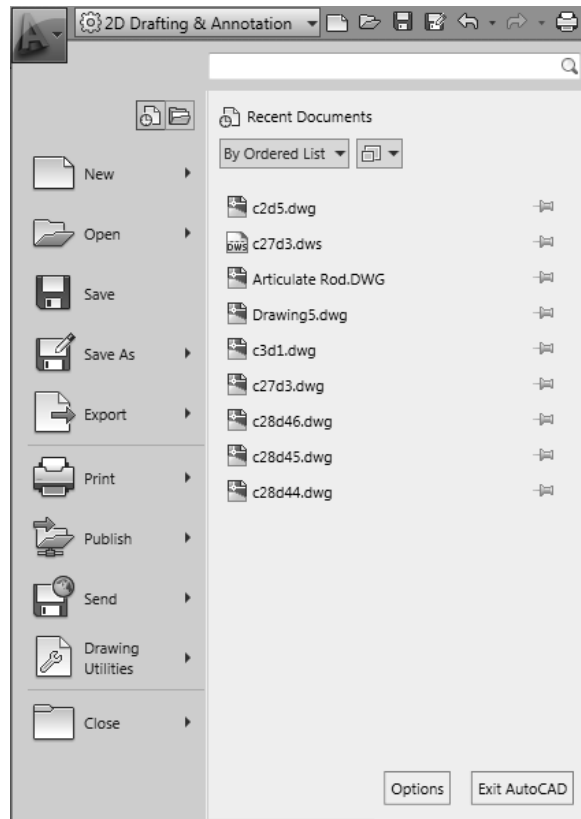 2D Drafting & Annotation
Recent Documents
By Ordered List
New
Open
Save
Save As
Export
Print
Publish
Send
Drawing
Utilities
Close
c2d5.dwg
DWS c27d3.dws
Articulate Rod.DWG
Drawing5.dwg
c3d1.dwg
c27d3.dwg
c28d46.dwg
c28d45.dwg
c28d44.dwg
Options
Exit AutoCAD